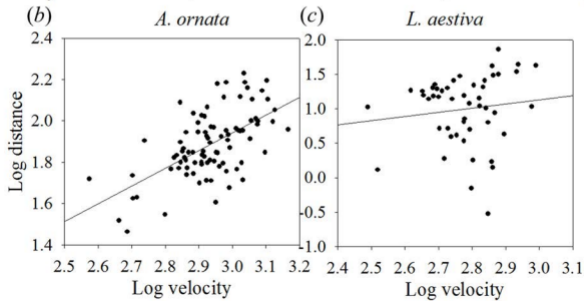 (b) A. ornata
(c) L. aestiva
Log distance
2.4
2.2
2.0
1.8
1.6
1.4
2.5 2.6 2.7 2.8 2.9 3.0 3.1 3.2
Log velocity
2.0
1.5
1.0
0.5
0.0
-0.5
-1.0
2.4 2.5 2.6 2.7 2.8 2.9 3.0 3.1
Log velocity